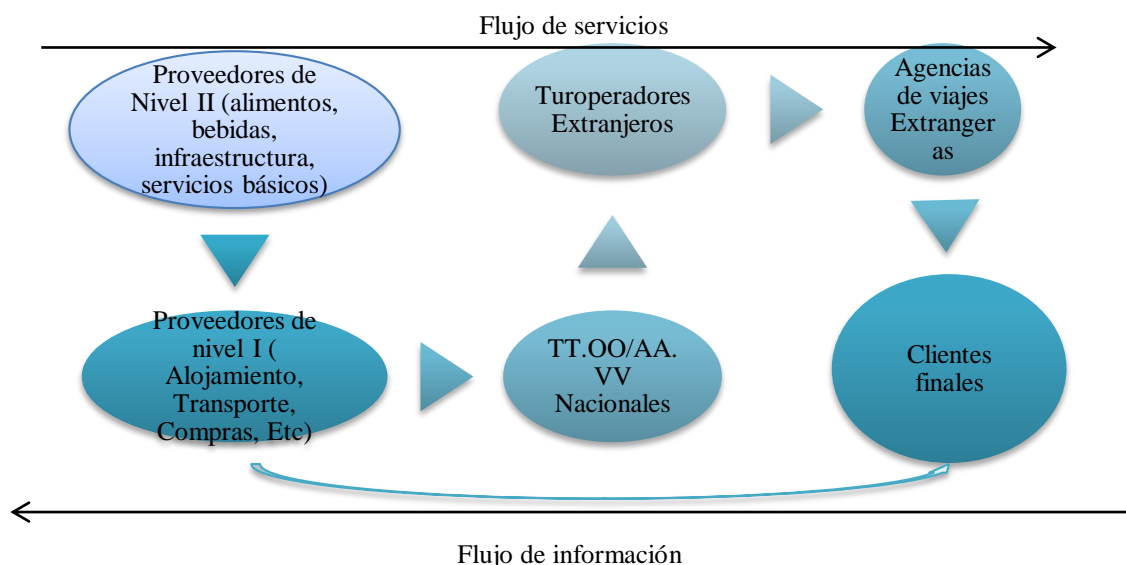 Flujo de servicios
Proveedores de
Nivel II (alimentos,
bebidas,
infraestructura,
servicios básicos)
Turoperadores
Extranjeros
Agencias
de viajes
Extranger
as
Proveedores de
nivel I (
Alojamiento,
Transporte,
Compras, Etc)
TT.OO/AA.
VV
Nacionales
Clientes
finales
Flujo de información